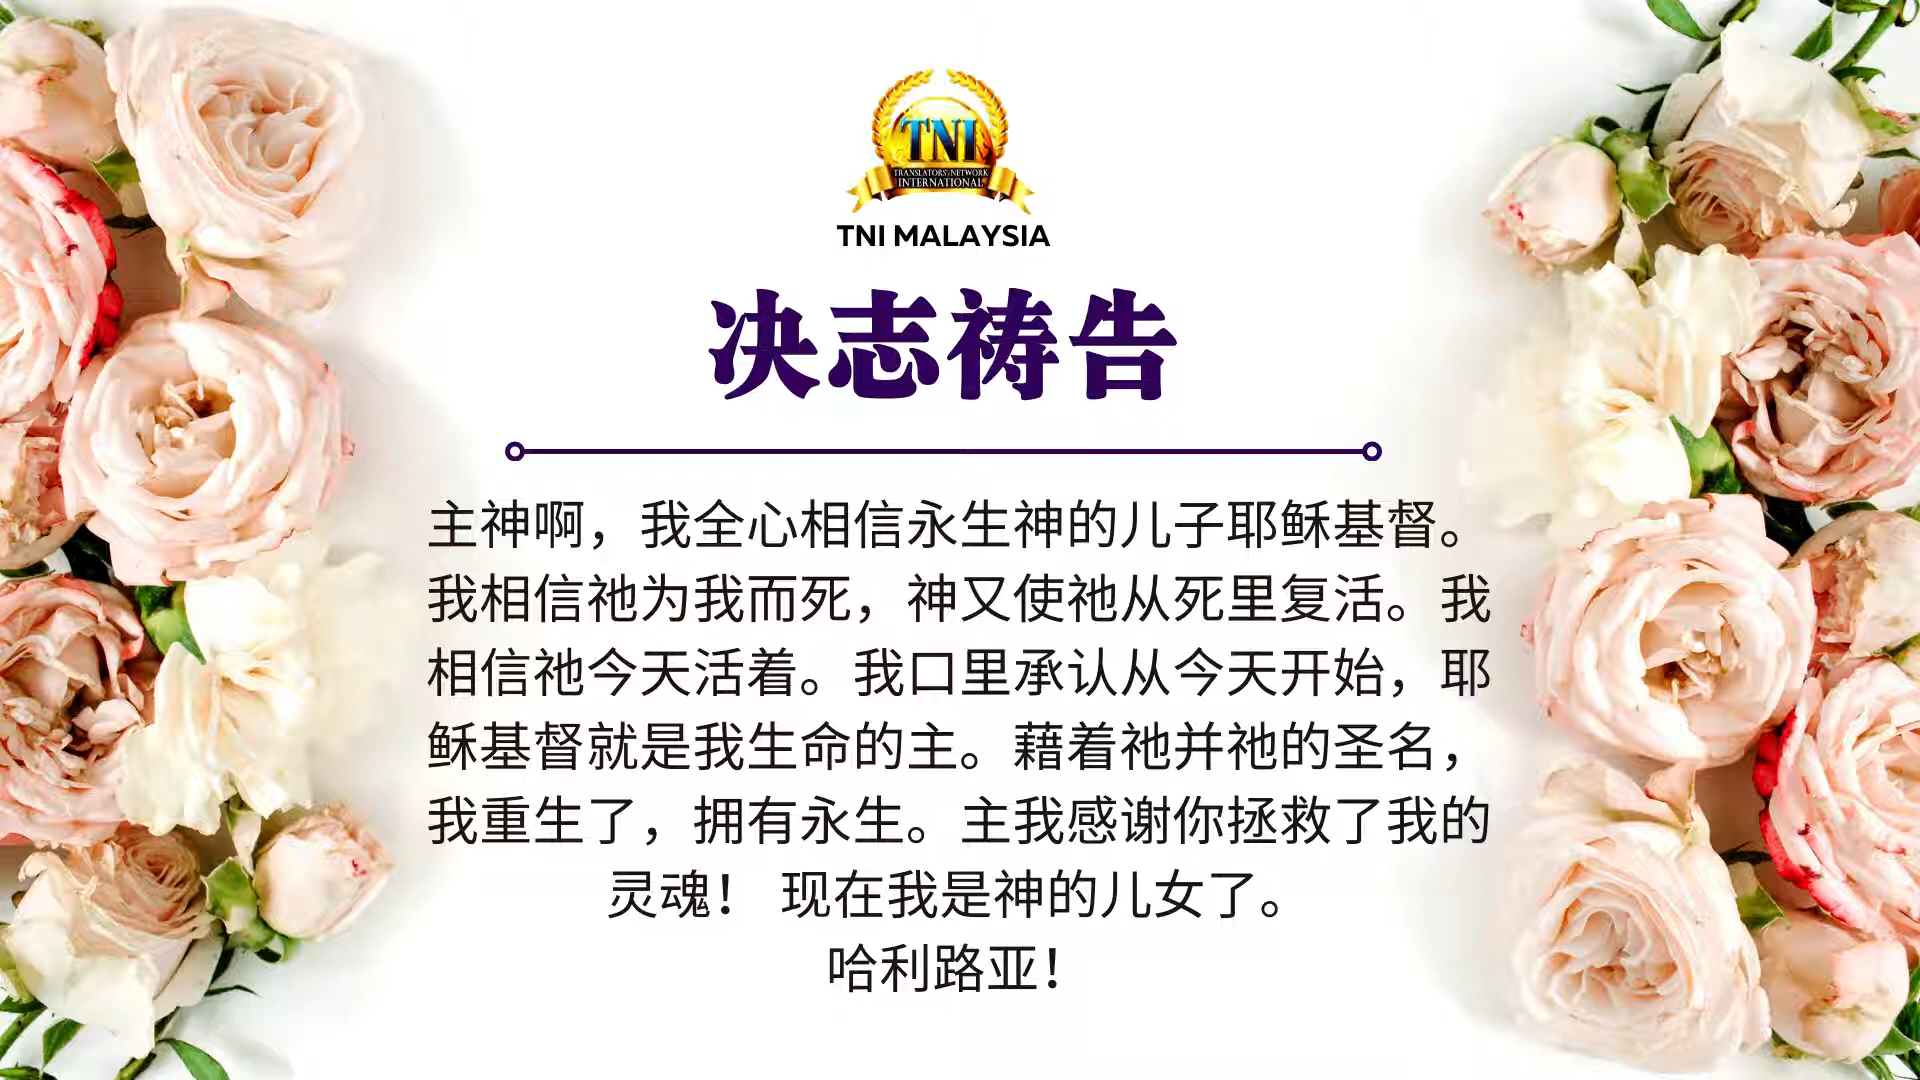 TNI
TRANSLATORS' NETWORK
INTERNATIONAL
TNI MALAYSIA
决志祷告
主神啊，我全心相信永生神的儿子耶稣基督。
我相信祂为我而死，神又使祂从死里复活。我
相信祂今天活着。我口里承认从今天开始，耶
稣基督就是我生命的主。藉着祂并祂的圣名，
我重生了，拥有永生。主我感谢你拯救了我的
灵魂！ 现在我是神的儿女了。
哈利路亚！